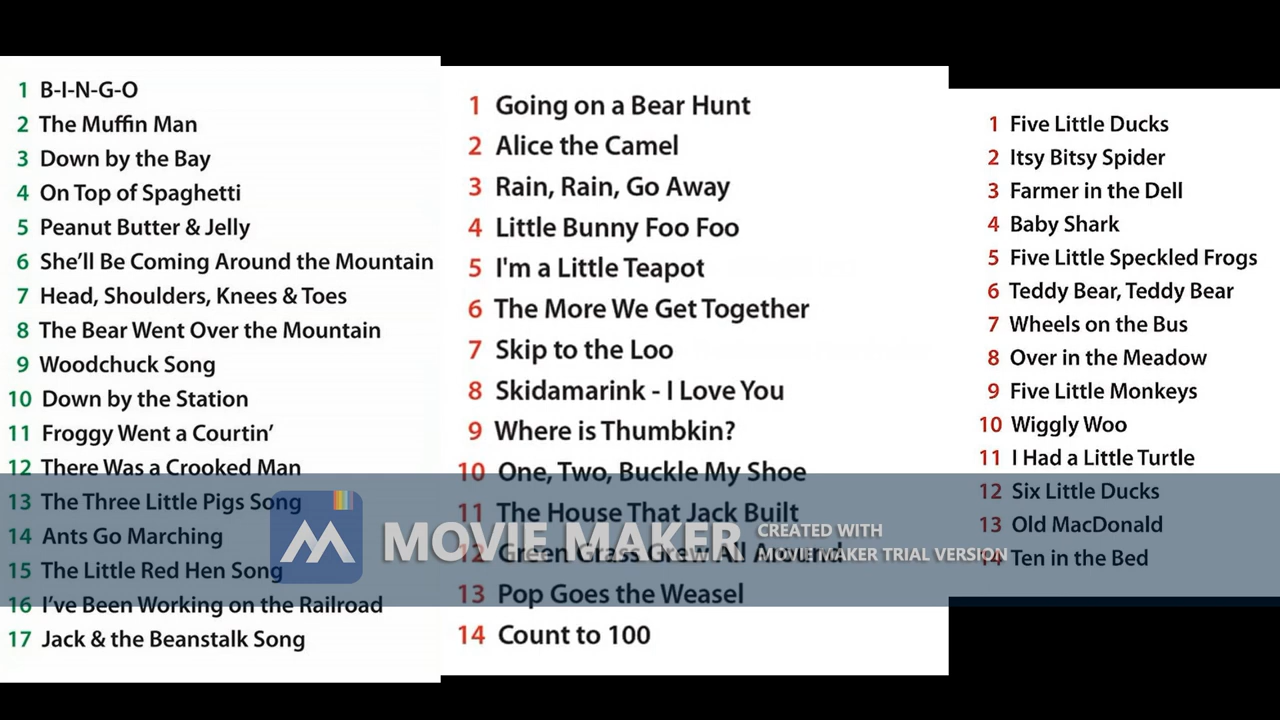 1 B-I-N-G-O
2 The Muffin Man
3 Down by the Bay
4 On Top of Spaghetti
5 Peanut Butter & Jelly
6 She’ll Be Coming Around the Mountain
7 Head, Shoulders, Knees & Toes
8 The Bear Went Over the Mountain
9 Woodchuck Song
10 Down by the Station
11 Froggy Went a Courtin’
12 There Was a Crooked Man
13 The Three Little Pigs Song
14 Ants Go Marching
15 The Little Red Hen Song
16 I’ve Been Working on the Railroad
17 Jack & the Beanstalk Song
1 Going on a Bear Hunt
2 Alice the Camel
3 Rain, Rain, Go Away
4 Little Bunny Foo Foo
5 I'm a Little Teapot
6 The More We Get Together
7 Skip to the Loo
8 Skidamarink - I Love You
9 Where is Thumbkin?
10 One, Two, Buckle My Shoe
11 The House That Jack Built
12 Green Grass Grew All Around
13 Pop Goes the Weasel
14 Count to 100
1 Five Little Ducks
2 Itsy Bitsy Spider
3 Farmer in the Dell
4 Baby Shark
5 Five Little Speckled Frogs
6 Teddy Bear, Teddy Bear
7 Wheels on the Bus
8 Over in the Meadow
9 Five Little Monkeys
10 Wiggly Woo
11 I Had a Little Turtle
12 Six Little Ducks
13 Old MacDonald
14 Ten in the Bed
MOVIE MAKER
CREATED WITH
MOVIE MAKER TRIAL VERSION